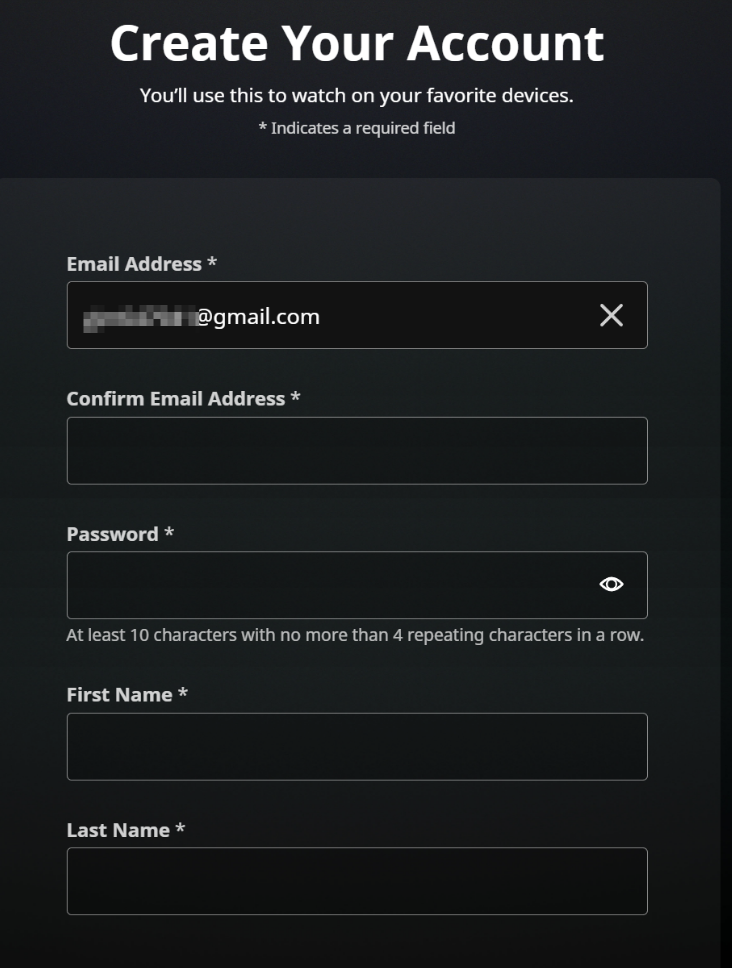 Create Your Account
You’ll use this to watch on your favorite devices.
* Indicates a required field
Email Address *
@gmail.com
Confirm Email Address *
Password *
At least 10 characters with no more than 4 repeating characters in a row.
First Name *
Last Name *